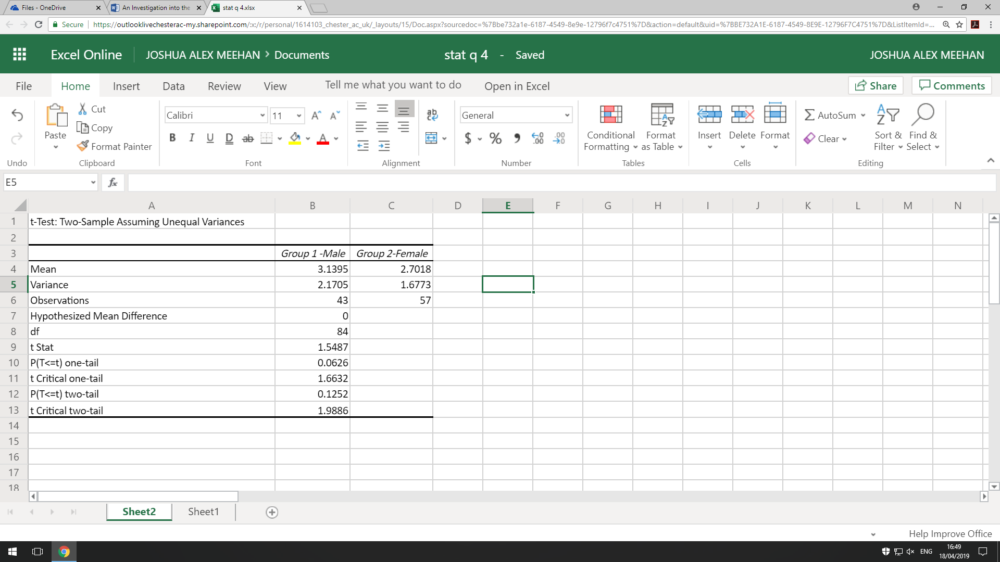 Files - OneDrive
An Investigation into the
stat q 4.xlsx
Secure https://outlooklivechesterac-my.sharepoint.com/:x:/r/personal/1614103_chester_ac_uk/_layouts/15/Doc.aspx?sourcedoc=%7Bbe732a1e-6187-4549-8e9e-12796f7c4751%7D&action=default&uid=%7BBE732A1E-6187-4549-8E9E-12796F7C4751%7D&ListItemId=...
Excel Online JOSHUA ALEX MEEHAN > Documents stat q 4 - Saved JOSHUA ALEX MEEHAN
File Home Insert Data Review View Tell me what you want to do Open in Excel Share Comments
Paste Cut Copy Format Painter
Calibri 11
B I U D ab
ab c
General
$ % 9 .00 .00
Conditional Formatting
Format as Table
Insert Delete Format
AutoSum
Clear
Sort & Filter
Find & Select
Undo Clipboard Font Alignment Number Tables Cells Editing
E5 fx
A B C D E F G H I J K L M N
1 t-Test: Two-Sample Assuming Unequal Variances
2
3 Group 1 -Male Group 2-Female
4 Mean 3.1395 2.7018
5 Variance 2.1705 1.6773
6 Observations 43 57
7 Hypothesized Mean Difference 0
8 df 84
9 t Stat 1.5487
10 P(T<=t) one-tail 0.0626
11 t Critical one-tail 1.6632
12 P(T<=t) two-tail 0.1252
13 t Critical two-tail 1.9886
14
15
16
17
18
Sheet2 Sheet1
Help Improve Office
ENG 16:49
18/04/2019